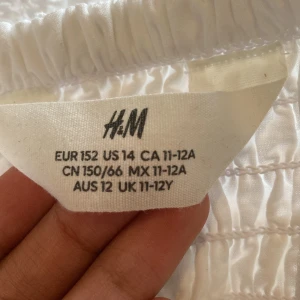 H&M
EUR 152 US 14 CA 11-12A
CN 150/66 MX 11-12A
AUS 12 UK 11-12Y